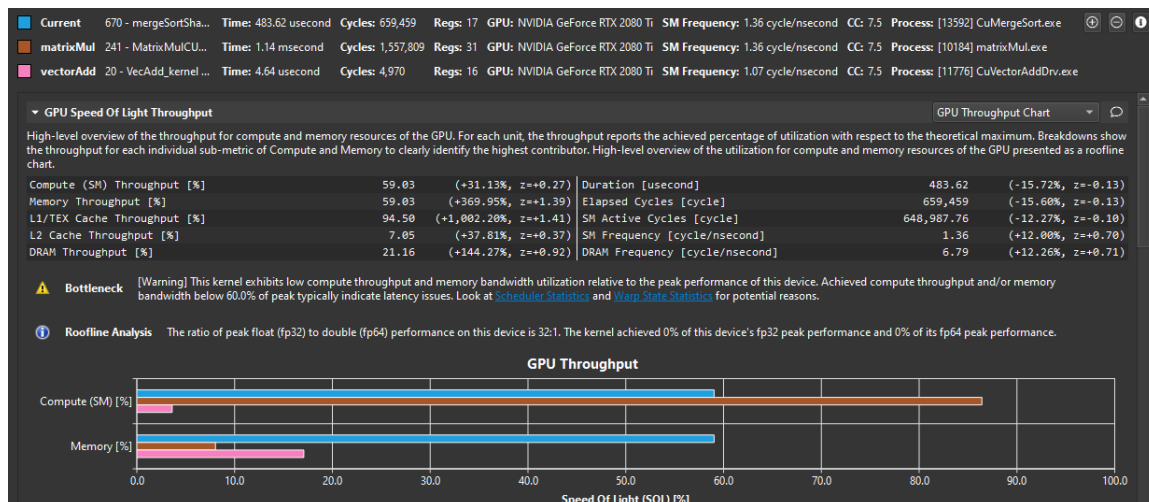 Current 670 - mergeSortSha... Time: 483.62 usecond Cycles: 659,459 Regs: 17 GPU: NVIDIA GeForce RTX 2080 Ti SM Frequency: 1.36 cycle/nsecond CC: 7.5 Process: [13592] CuMergeSort.exe
matrixMul 241 - MatrixMulCU... Time: 1.14 msecond Cycles: 1,557,809 Regs: 31 GPU: NVIDIA GeForce RTX 2080 Ti SM Frequency: 1.36 cycle/nsecond CC: 7.5 Process: [10184] matrixMul.exe
vectorAdd 20 - VecAdd_kernel ... Time: 4.64 usecond Cycles: 4,970 Regs: 16 GPU: NVIDIA GeForce RTX 2080 Ti SM Frequency: 1.07 cycle/nsecond CC: 7.5 Process: [11776] CuVectorAddDrv.exe
GPU Speed Of Light Throughput GPU Throughput Chart
High-level overview of the throughput for compute and memory resources of the GPU. For each unit, the throughput reports the achieved percentage of utilization with respect to the theoretical maximum. Breakdowns show
the throughput for each individual sub-metric of Compute and Memory to clearly identify the highest contributor. High-level overview of the utilization for compute and memory resources of the GPU presented as a roofline
chart.
Compute (SM) Throughput [%] 59.03 (+31.13%, z=+0.27) Duration [usecond] 483.62 (-15.72%, z=-0.13)
Memory Throughput [%] 59.03 (+369.95%, z=+1.39) Elapsed Cycles [cycle] 659,459 (-15.60%, z=-0.13)
L1/TEX Cache Throughput [%] 94.50 (+1,002.20%, z=+1.41) SM Active Cycles [cycle] 648,987.76 (-12.27%, z=-0.10)
L2 Cache Throughput [%] 7.05 (+37.81%, z=+0.37) SM Frequency [cycle/nsecond] 1.36 (+12.00%, z=+0.70)
DRAM Throughput [%] 21.16 (+144.27%, z=+0.92) DRAM Frequency [cycle/nsecond] 6.79 (+12.26%, z=+0.71)
Bottleneck [Warning] This kernel exhibits low compute throughput and memory bandwidth utilization relative to the peak performance of this device. Achieved compute throughput and/or memory
bandwidth below 60.0% of peak typically indicate latency issues. Look at Scheduler Statistics and Warp State Statistics for potential reasons.
Roofline Analysis The ratio of peak float (fp32) to double (fp64) performance on this device is 32:1. The kernel achieved 0% of this device's fp32 peak performance and 0% of its fp64 peak performance.
GPU Throughput
Compute (SM) [%]
Memory [%]
0.0 10.0 20.0 30.0 40.0 50.0 60.0 70.0 80.0 90.0 100.0
Speed Of Light (SOL) [%]